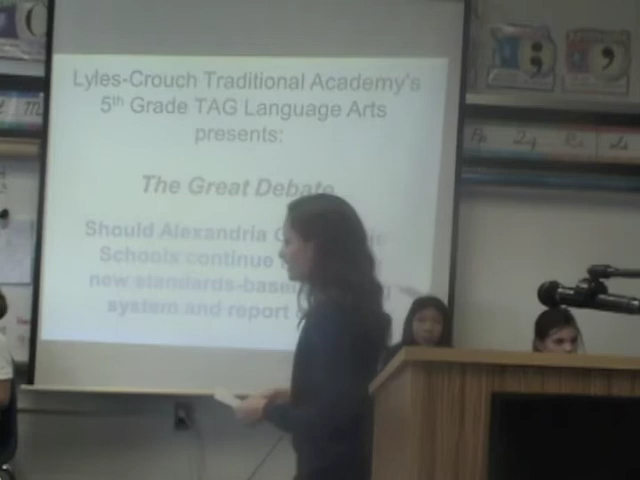 Lyles-Crouch Traditional Academy's
5th Grade TAG Language Arts
presents:
The Great Debate
Should Alexandria
Schools continue
new standards-based
system and report